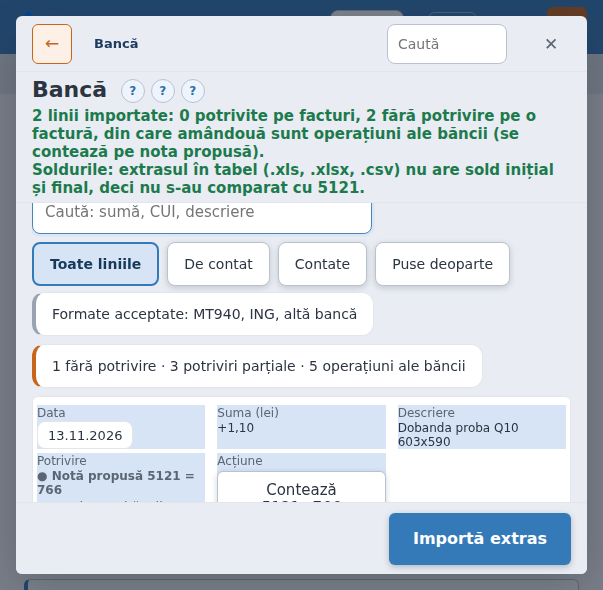 ←
Bancă
Caută
✕
Bancă ? ? ?
2 linii importate: 0 potrivite pe facturi, 2 fără potrivire pe o
factură, din care amândouă sunt operațiuni ale băncii (se
contează pe nota propusă).
Soldurile: extrasul în tabel (.xls, .xlsx, .csv) nu are sold inițial
și final, deci nu s-au comparat cu 5121.
Caută: sumă, CUI, descriere
Toate liniile
De contat
Contate
Puse deoparte
Formate acceptate: MT940, ING, altă bancă
1 fără potrivire · 3 potriviri parțiale · 5 operațiuni ale băncii
Data
13.11.2026
Suma (lei)
+1,10
Descriere
Dobanda proba Q10
603x590
Potrivire
● Notă propusă 5121 =
766
Acțiune
Contează
Importă extras